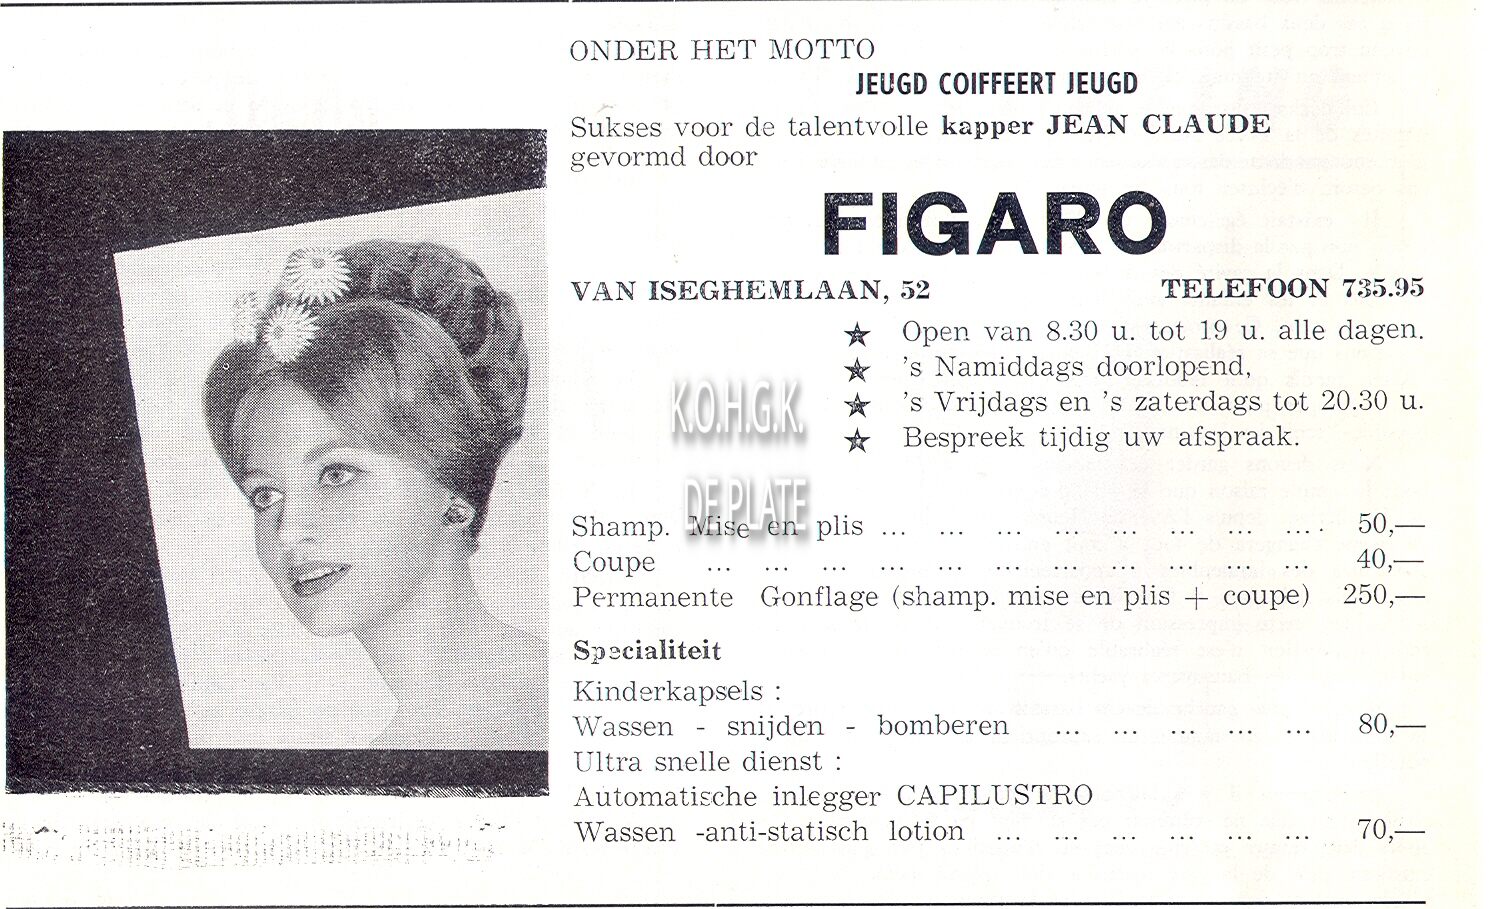 ONDER HET MOTTO
JEUGD COIFFEERT JEUGD
Sukses voor de talentvolle kapper JEAN CLAUDE
gevormd door
FIGARO
VAN ISEGHEMLAAN, 52 TELEFOON 735.95
★ Open van 8.30 u. tot 19 u. alle dagen.
★ 's Namiddags doorlopend,
★ 's Vrijdags en 's zaterdags tot 20.30 u.
★ Bespreek tijdig uw afspraak.
K.O.H.G.K.
DE PLATE
Shamp. Mise en plis ... ... ... ... ... ... ... ... 50,—
Coupe ... ... ... ... ... ... ... ... ... ... ... 40,—
Permanente Gonflage (shamp. mise en plis + coupe) 250,—
Specialiteit
Kinderkapsels :
Wassen - snijden - bomberen ... ... ... ... ... 80,—
Ultra snelle dienst :
Automatische inlegger CAPILUSTRO
Wassen -anti-statisch lotion ... ... ... ... ... ... 70,—